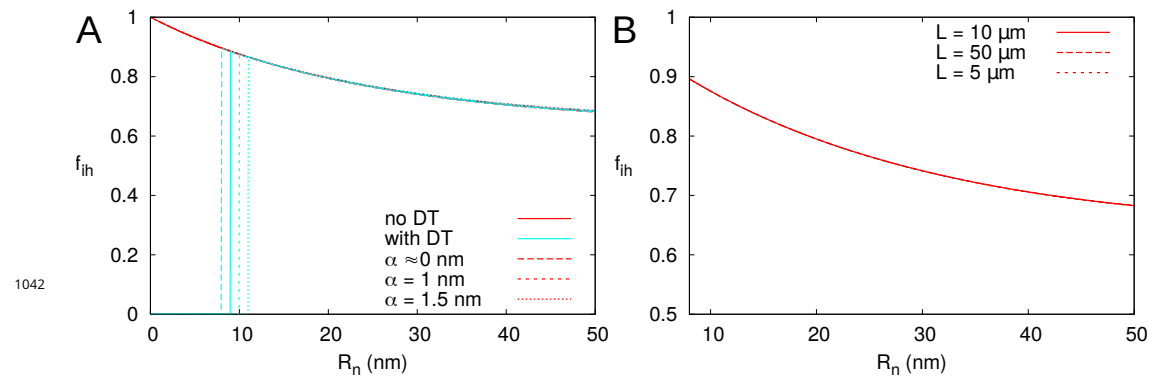 A
1
0.8
0.6
0.4
0.2
0
f_ih
no DT
with DT
α ≈0 nm
α = 1 nm
α = 1.5 nm
0 10 20 30 40 50
R_n (nm)
1042
B
1
0.9
0.8
0.7
0.6
0.5
f_ih
L = 10 µm
L = 50 µm
L = 5 µm
10 20 30 40 50
R_n (nm)